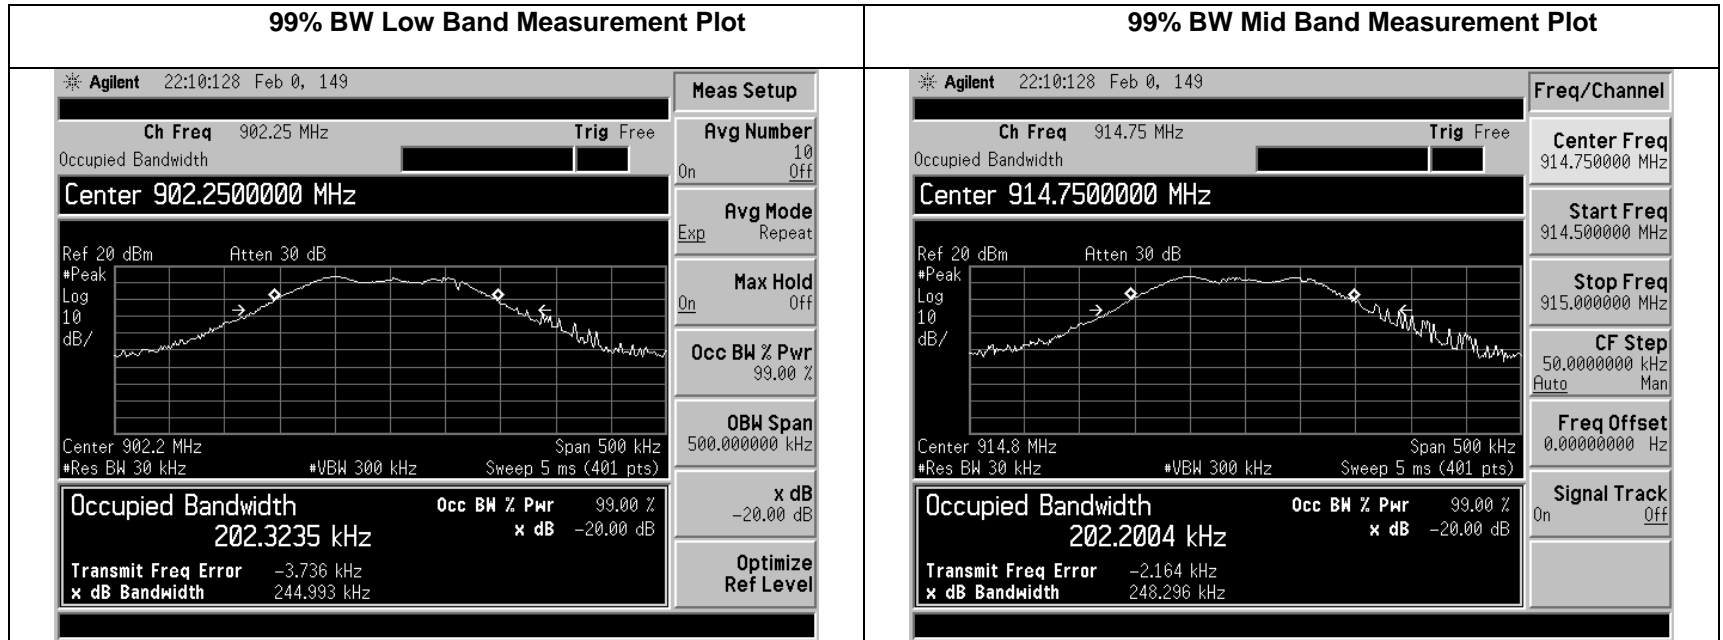 99% BW Low Band Measurement Plot
Agilent 22:10:128 Feb 0, 149
Meas Setup
Ch Freq 902.25 MHz Trig Free
Occupied Bandwidth
Avg Number
10
On Off
Center 902.2500000 MHz
Avg Mode
Exp Repeat
Ref 20 dBm Atten 30 dB
#Peak
Log
10
dB/
Max Hold
On Off
Occ BW % Pwr
99.00 %
OBW Span
500.000000 kHz
Center 902.2 MHz Span 500 kHz
#Res BW 30 kHz #VBW 300 kHz Sweep 5 ms (401 pts)
x dB
-20.00 dB
Occupied Bandwidth Occ BW % Pwr 99.00 %
202.3235 kHz x dB -20.00 dB
Transmit Freq Error -3.736 kHz
x dB Bandwidth 244.993 kHz
Optimize
Ref Level
99% BW Mid Band Measurement Plot
Agilent 22:10:128 Feb 0, 149
Freq/Channel
Ch Freq 914.75 MHz Trig Free
Occupied Bandwidth
Center Freq
914.750000 MHz
Center 914.7500000 MHz
Start Freq
914.500000 MHz
Ref 20 dBm Atten 30 dB
#Peak
Log
10
dB/
Stop Freq
915.000000 MHz
CF Step
50.0000000 kHz
Auto Man
Freq Offset
0.00000000 Hz
Center 914.8 MHz Span 500 kHz
#Res BW 30 kHz #VBW 300 kHz Sweep 5 ms (401 pts)
Signal Track
On Off
Occupied Bandwidth Occ BW % Pwr 99.00 %
202.2004 kHz x dB -20.00 dB
Transmit Freq Error -2.164 kHz
x dB Bandwidth 248.296 kHz